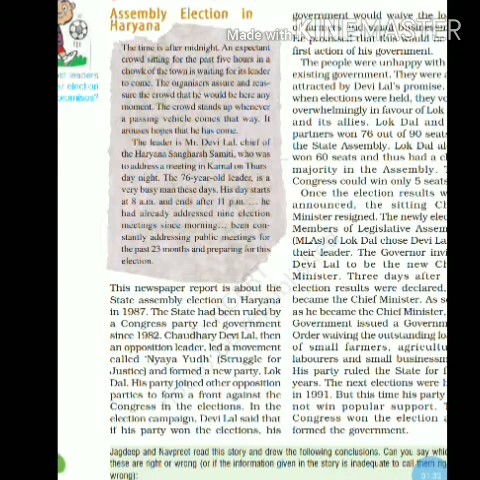 Assembly Election in
Haryana
The time is after midnight. An expectant
crowd sitting for the past five hours in a
chowk of the town is waiting for its leader
to come. The organisers assure and reas-
sure the crowd that he would be here any
moment. The crowd stands up whenever
a passing vehicle comes that way. It
arouses hopes that he has come.
The leader is Mr. Devi Lal, chief of
the Haryana Sangharsh Samiti, who was
to address a meeting in Karnal on Thurs-
day night. The 76-year-old leader, is a
very busy man these days. His day starts
at 8 a.m. and ends after 11 p.m. ... he
had already addressed nine election
meetings since morning... been con-
stantly addressing public meetings for
the past 23 months and preparing for this
election.
This newspaper report is about the
State assembly election in Haryana
in 1987. The State had been ruled by
a Congress party led government
since 1982. Chaudhary Devi Lal, then
an opposition leader, led a movement
called 'Nyaya Yudh' (Struggle for
Justice) and formed a new party, Lok
Dal. His party joined other opposition
parties to form a front against the
Congress in the elections. In the
election campaign, Devi Lal said that
if his party won the elections, his
government would waive the lo
first action of his government.
The people were unhappy with
existing government. They were a
attracted by Devi Lal's promise.
when elections were held, they vo
overwhelmingly in favour of Lok
and its allies. Lok Dal and
partners won 76 out of 90 seats
the State Assembly. Lok Dal al
won 60 seats and thus had a cl
majority in the Assembly. T
Congress could win only 5 seats
Once the election results w
announced, the sitting Ch
Minister resigned. The newly elec
Members of Legislative Assem
(MLAs) of Lok Dal chose Devi La
their leader. The Governor invi
Devi Lal to be the new Ch
Minister. Three days after
election results were declared,
became the Chief Minister. As s
as he became the Chief Minister,
Government issued a Governm
Order waiving the outstanding lo
of small farmers, agricultu
labourers and small businessm
His party ruled the State for f
years. The next elections were h
in 1991. But this time his party
not win popular support. T
Congress won the election a
formed the government.
Jagdeep and Navpreet read this story and drew the following conclusions. Can you say whic
these are right or wrong (or if the information given in the story is inadequate to call them rig
wrong):
st leaders
r election
promises?
Made with KINEMASTER
01:33